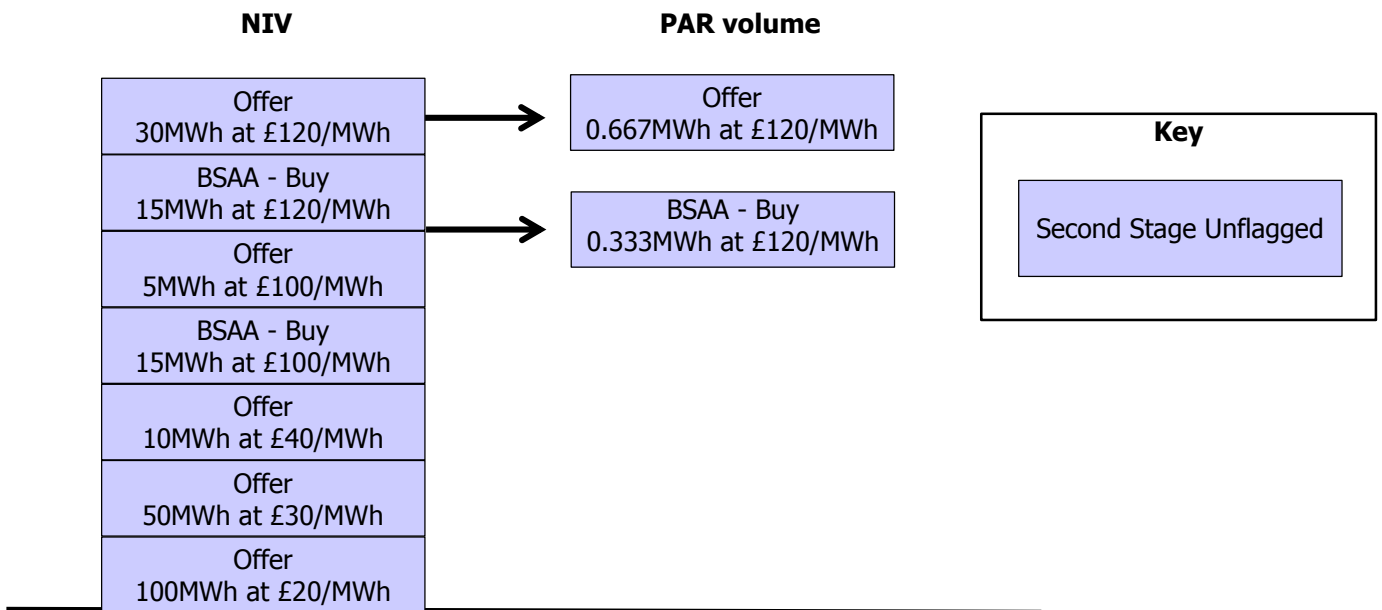 NIV
PAR volume
Offer
30MWh at £120/MWh
BSAA - Buy
15MWh at £120/MWh
Offer
5MWh at £100/MWh
BSAA - Buy
15MWh at £100/MWh
Offer
10MWh at £40/MWh
Offer
50MWh at £30/MWh
Offer
100MWh at £20/MWh
Offer
0.667MWh at £120/MWh
BSAA - Buy
0.333MWh at £120/MWh
Key
Second Stage Unflagged